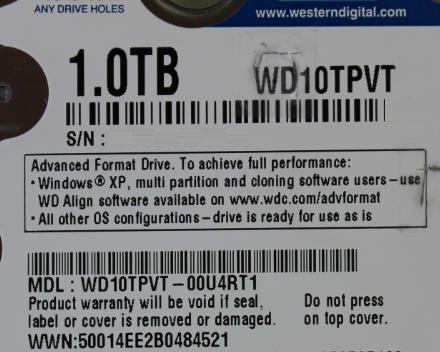 ANY DRIVE HOLES
www.westerndigital.com
1.0TB WD10TPVT
S/N :
Advanced Format Drive. To achieve full performance:
• Windows® XP, multi partition and cloning software users – use
WD Align software available on www.wdc.com/advformat
• All other OS configurations – drive is ready for use as is
MDL : WD10TPVT – 00U4RT1
Product warranty will be void if seal, Do not press
label or cover is removed or damaged. on top cover.
WWN:50014EE2B0484521